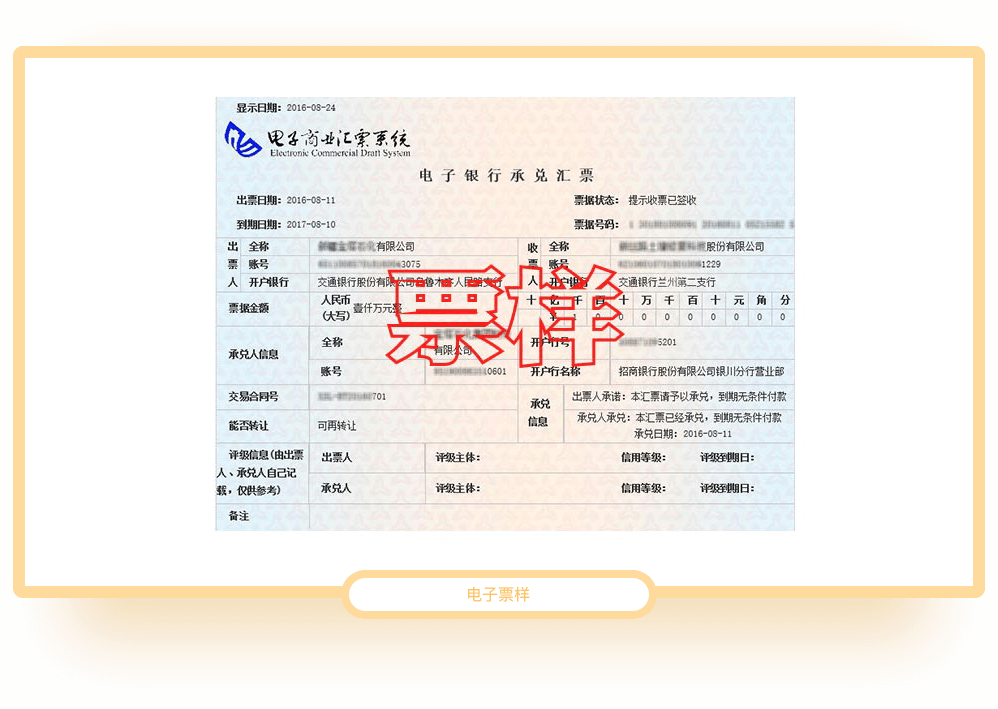 显示日期：2016-08-24
电子商业汇票系统
Electronic Commercial Draft System
电子银行承兑汇票
出票日期：2016-08-11 票据状态：提示收票已签收
到期日期：2017-08-10 票据号码：
出票人 全称 有限公司 收票人 全称 股份有限公司
账号 3075 账号 1229
开户银行 交通银行股份有限公司乌鲁木齐人民路支行 开户银行 交通银行兰州第二支行
票样
票据金额 人民币(大写) 壹仟万元整 十 亿 千 百 十 万 千 百 十 元 角 分
¥ 1 0 0 0 0 0 0 0 0 0
承兑人信息 全称 有限公司 开户行号 5201
账号 0601 开户行名称 招商银行股份有限公司银川分行营业部
交易合同号 701 承兑信息 出票人承诺：本汇票请予以承兑，到期无条件付款
能否转让 可再转让 承兑人承兑：本汇票已经承兑，到期无条件付款
承兑日期：2016-08-11
评级信息(由出票人、承兑人自己记载，仅供参考) 出票人 评级主体： 信用等级： 评级到期日：
承兑人 评级主体： 信用等级： 评级到期日：
备注
电子票样